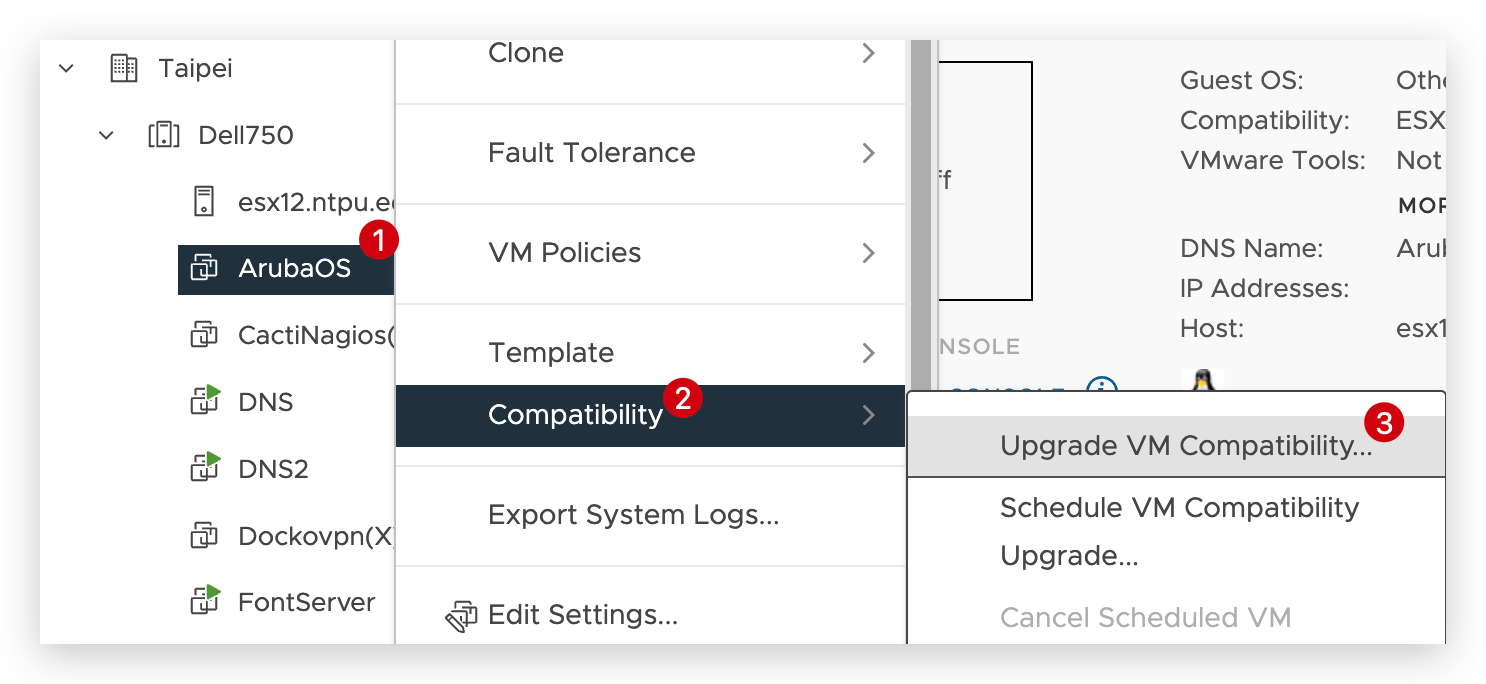 Taipei
Dell750
esx12.ntpu.e
1
ArubaOS
CactiNagios(
DNS
DNS2
Dockovpn(X
FontServer
Clone
Fault Tolerance
VM Policies
Template
Compatibility
2
Export System Logs...
Edit Settings...
ff
NSOLE
CONSOLE
Guest OS: Othe
Compatibility: ESX
VMware Tools: Not
MOR
DNS Name: Arub
IP Addresses:
Host: esx1
Upgrade VM Compatibility...
3
Schedule VM Compatibility
Upgrade...
Cancel Scheduled VM